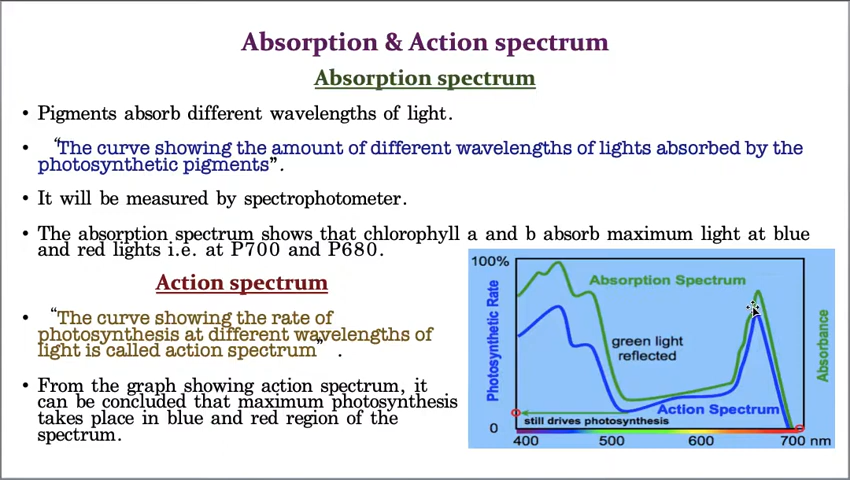 Absorption & Action spectrum
Absorption spectrum
• Pigments absorb different wavelengths of light.
• “The curve showing the amount of different wavelengths of lights absorbed by the
photosynthetic pigments”.
• It will be measured by spectrophotometer.
• The absorption spectrum shows that chlorophyll a and b absorb maximum light at blue
and red lights i.e. at P700 and P680.
Action spectrum
• “The curve showing the rate of
photosynthesis at different wavelengths of
light is called action spectrum” .
• From the graph showing action spectrum, it
can be concluded that maximum photosynthesis
takes place in blue and red region of the
spectrum.
100%
Photosynthetic Rate
Absorption Spectrum
green light
reflected
Absorbance
Action Spectrum
still drives photosynthesis
0
400 500 600 700 nm